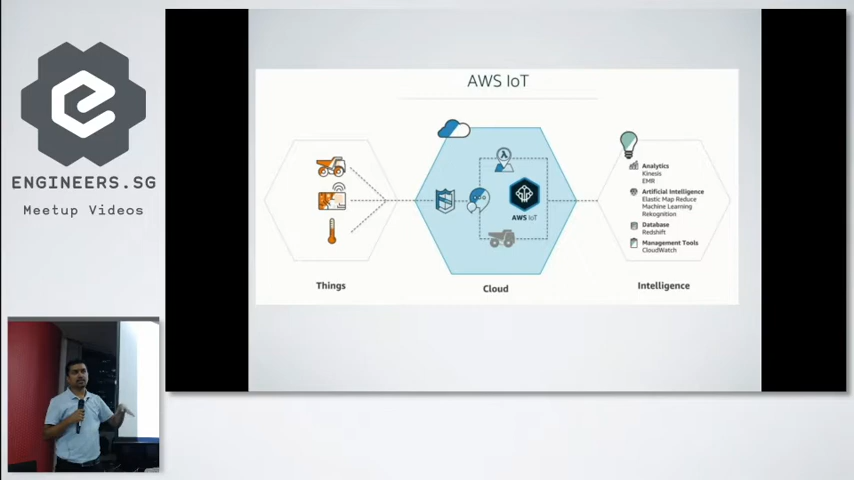 ENGINEERS.SG
Meetup Videos
AWS IoT
AWS IoT
Analytics
Kinesis
EMR
Artificial Intelligence
Elastic Map Reduce
Machine Learning
Rekognition
Database
Redshift
Management Tools
CloudWatch
Things
Cloud
Intelligence